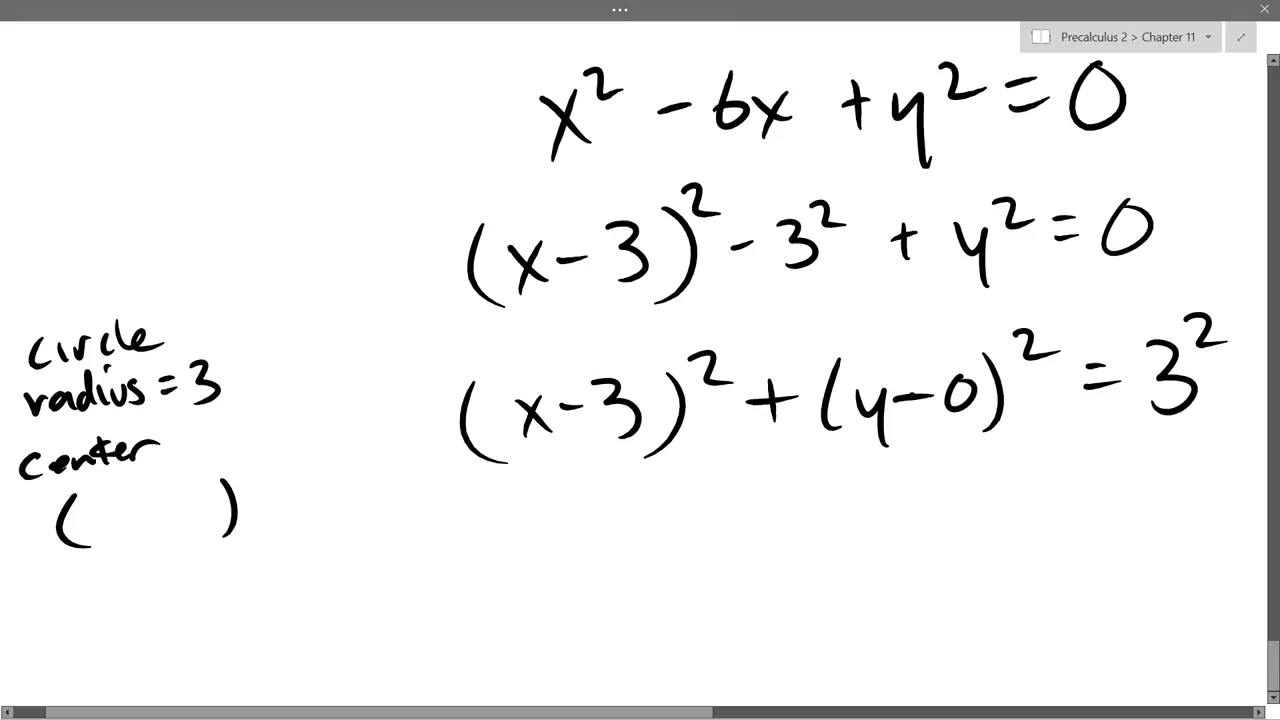 Precalculus 2 > Chapter 11
x² - 6x + y² = 0
(x - 3)² - 3² + y² = 0
(x - 3)² + (y - 0)² = 3²
circle
radius = 3
center
( )